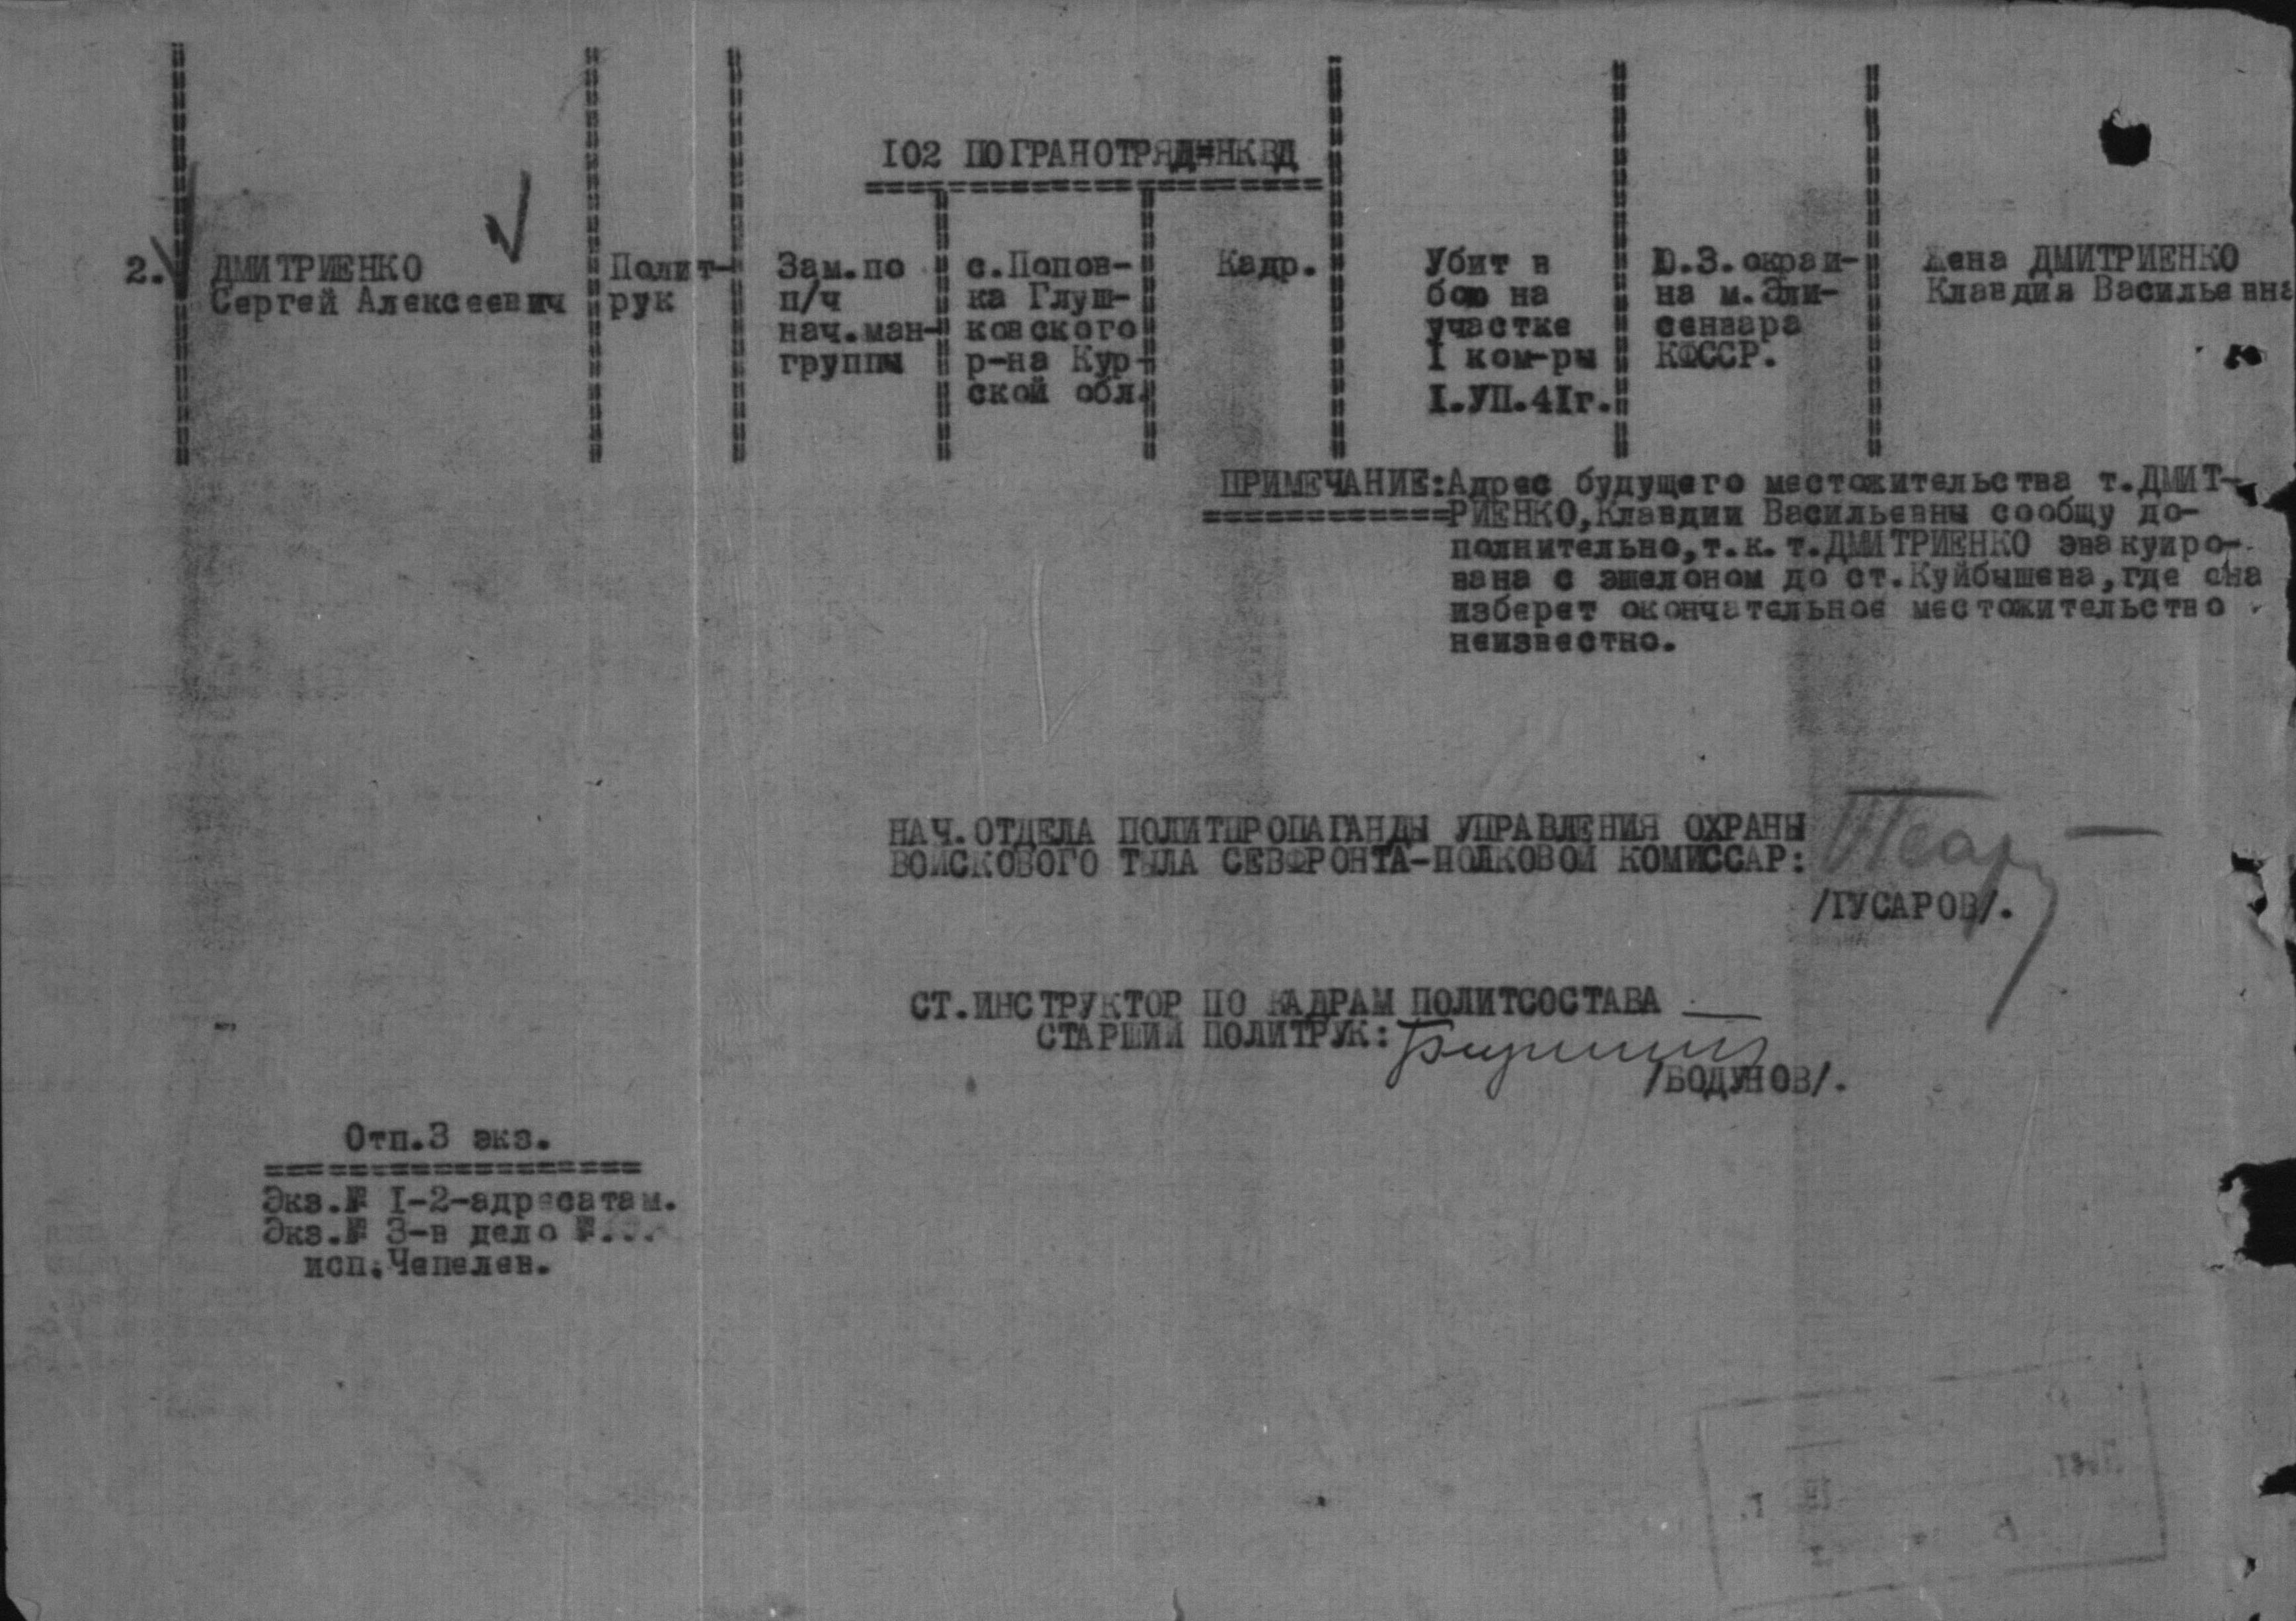 I02 ПОГРАНОТРЯД НКВД
2. ДМИТРИЕНКО
Сергей Алексеевич
Полит-
рук
Зам.по
п/ч
нач.ман-
группы
с.Попов-
ка Глуш-
ковского
р-на Кур-
ской обл.
Кадр.
Убит в
бою на
участке
I ком-ры
I.УП.4Iг.
Ю.З.окраи-
на м.Эли-
сенвара
КФССР.
Жена ДМИТРИЕНКО
Клавдия Васильевна
ПРИМЕЧАНИЕ:Адрес будущего местожительства т.ДМИТ-
РИЕНКО,Клавдии Васильевны сообщу до-
полнительно,т.к.т.ДМИТРИЕНКО эвакуиро-
вана с эшелоном до ст.Куйбышева,где она
изберет окончательное местожительство
неизвестно.
НАЧ.ОТДЕЛА ПОЛИТПРОПАГАНДЫ УПРАВЛЕНИЯ ОХРАНЫ
ВОЙСКОВОГО ТЫЛА СЕВФРОНТА-ПОЛКОВОЙ КОМИССАР:
/ГУСАРОВ/.
СТ.ИНСТРУКТОР ПО КАДРАМ ПОЛИТСОСТАВА
СТАРШИЙ ПОЛИТРУК:
/БОДУНОВ/.
Отп.3 экз.
Экз.№ I-2-адресатам.
Экз.№ 3-в дело №
исп.Чепелев.